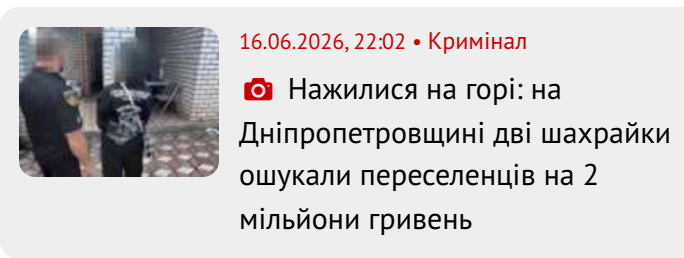 16.06.2026, 22:02 • Кримінал
Нажилися на горі: на
Дніпропетровщині дві шахрайки
ошукали переселенців на 2
мільйони гривень